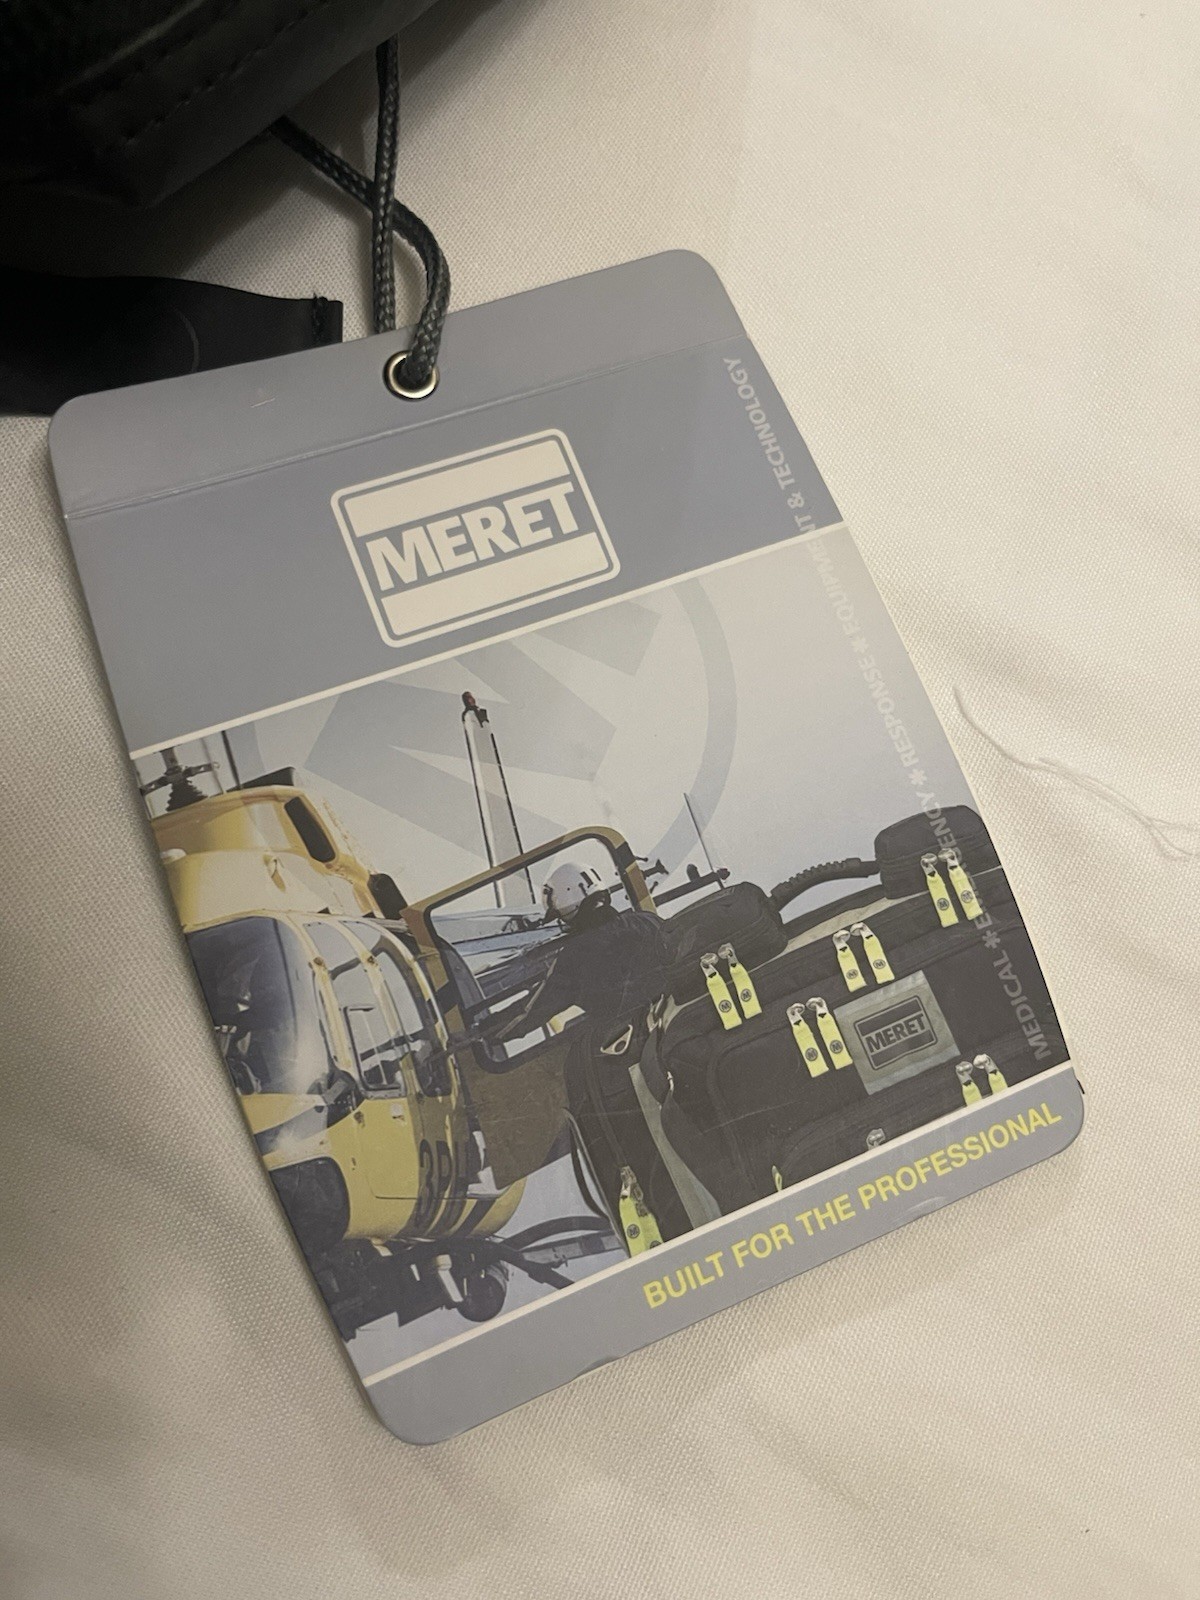 MERET
MEDICAL*EMERGENCY*RESPONSE*EQUIPMENT & TECHNOLOGY
MERET
BUILT FOR THE PROFESSIONAL